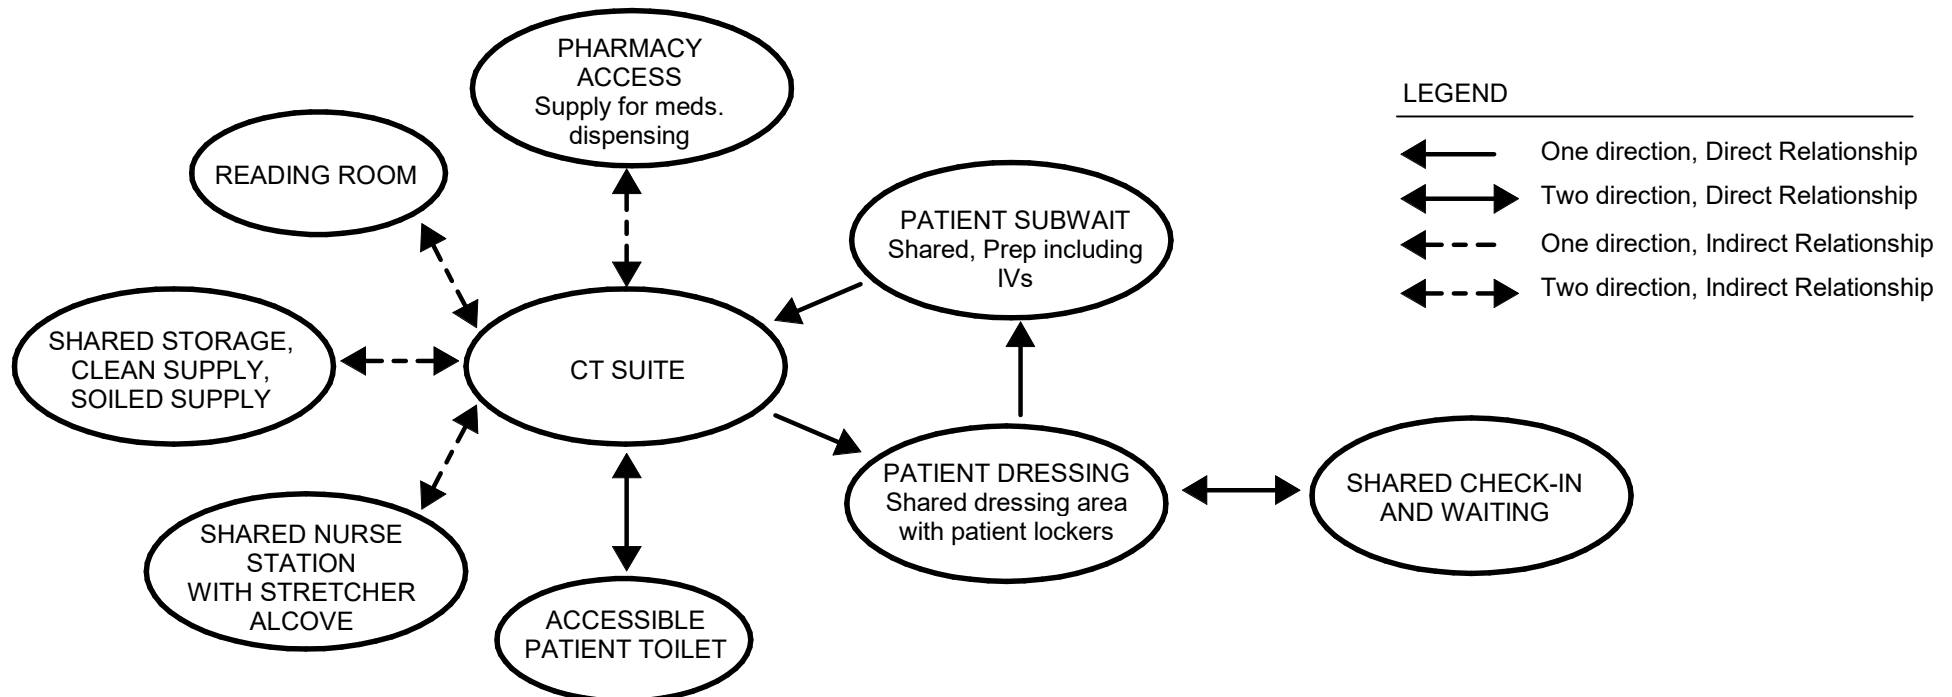 PHARMACY
ACCESS
Supply for meds.
dispensing
READING ROOM
PATIENT SUBWAIT
Shared, Prep including
IVs
SHARED STORAGE,
CLEAN SUPPLY,
SOILED SUPPLY
CT SUITE
PATIENT DRESSING
Shared dressing area
with patient lockers
SHARED CHECK-IN
AND WAITING
SHARED NURSE
STATION
WITH STRETCHER
ALCOVE
ACCESSIBLE
PATIENT TOILET
LEGEND
One direction, Direct Relationship
Two direction, Direct Relationship
One direction, Indirect Relationship
Two direction, Indirect Relationship